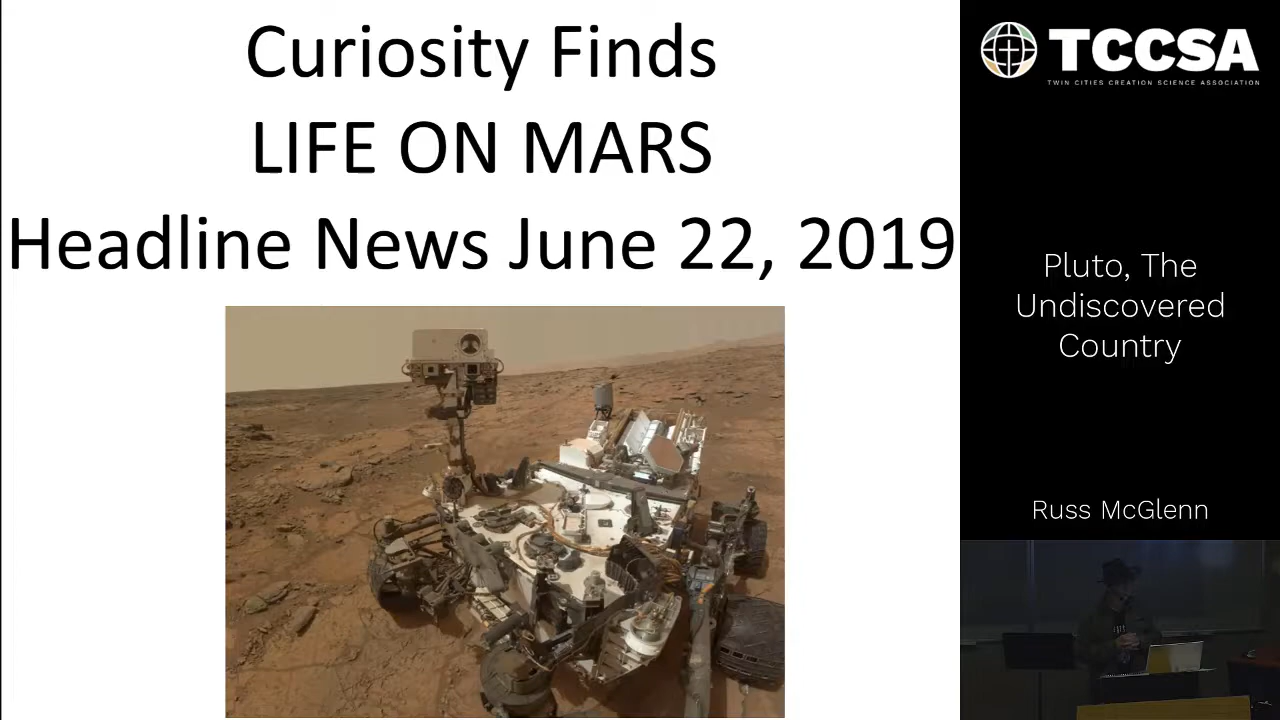 Curiosity Finds
LIFE ON MARS
Headline News June 22, 2019
TCCSA
TWIN CITIES CREATION SCIENCE ASSOCIATION
Pluto, The
Undiscovered
Country
Russ McGlenn